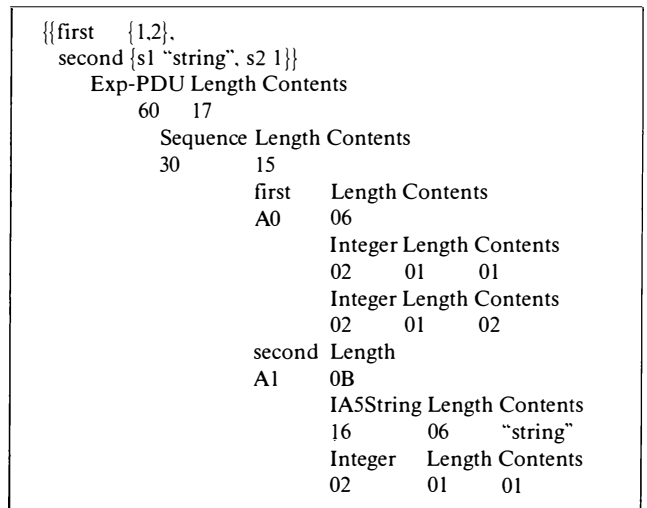 {{first {1,2},
second {s1 “string”, s2 1}}
Exp-PDU Length Contents
60 17
Sequence Length Contents
30 15
first Length Contents
A0 06
Integer Length Contents
02 01 01
Integer Length Contents
02 01 02
second Length
A1 0B
IA5String Length Contents
16 06 “string”
Integer Length Contents
02 01 01